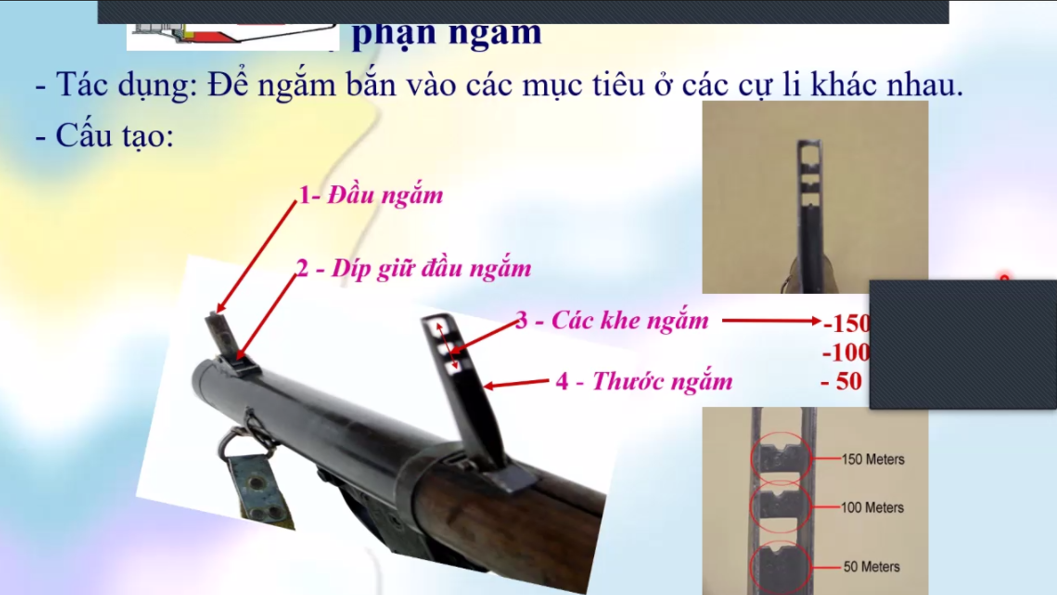 phận ngắm
- Tác dụng: Để ngắm bắn vào các mục tiêu ở các cự li khác nhau.
- Cấu tạo:
1- Đầu ngắm
2 - Díp giữ đầu ngắm
3 - Các khe ngắm
-150
-100
4 - Thước ngắm
- 50
150 Meters
100 Meters
50 Meters